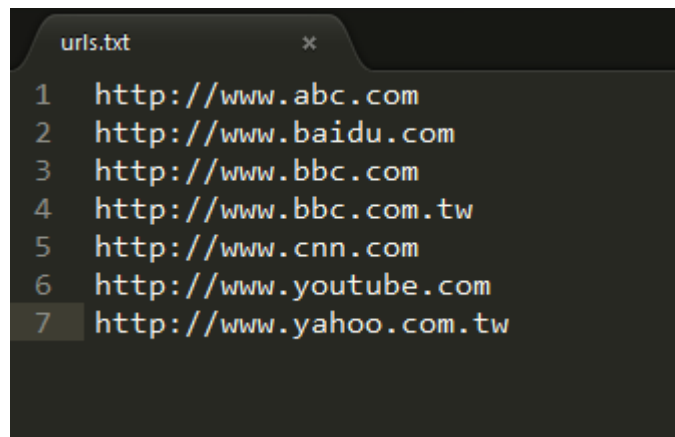 urls.txt ×
1 http://www.abc.com
2 http://www.baidu.com
3 http://www.bbc.com
4 http://www.bbc.com.tw
5 http://www.cnn.com
6 http://www.youtube.com
7 http://www.yahoo.com.tw